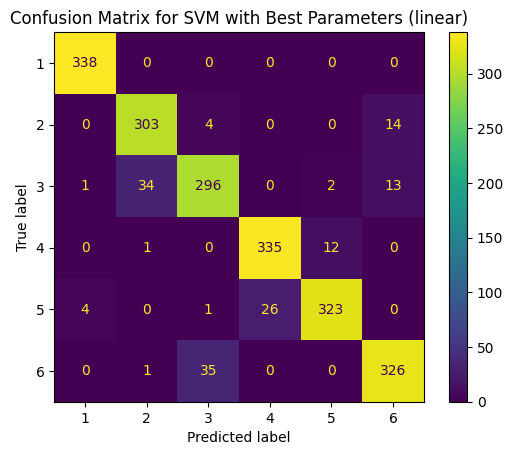 Confusion Matrix for SVM with Best Parameters (linear)
1 338 0 0 0 0 0
2 0 303 4 0 0 14
3 1 34 296 0 2 13
4 0 1 0 335 12 0
5 4 0 1 26 323 0
6 0 1 35 0 0 326
1 2 3 4 5 6
Predicted label
True label
300
250
200
150
100
50
0